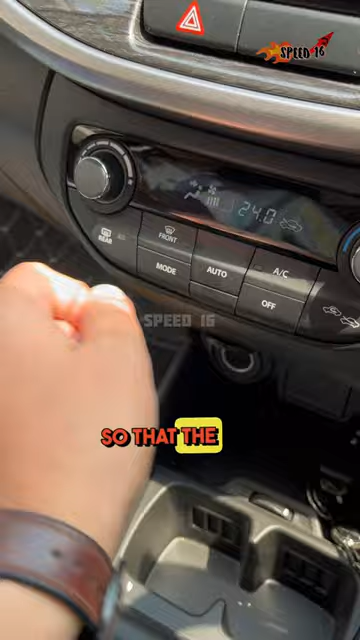 SPEED 16
24.0
REAR
FRONT
MODE
AUTO
A/C
OFF
SPEED 16
SO THAT THE